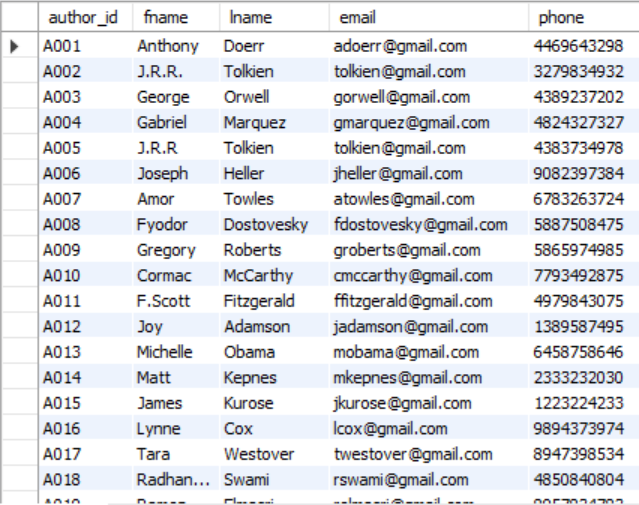 author_id fname lname email phone
A001 Anthony Doerr adoerr@gmail.com 4469643298
A002 J.R.R. Tolkien tolkien@gmail.com 3279834932
A003 George Orwell gorwell@gmail.com 4389237202
A004 Gabriel Marquez gmarquez@gmail.com 4824327327
A005 J.R.R Tolkien tolkien@gmail.com 4383734978
A006 Joseph Heller jheller@gmail.com 9082397384
A007 Amor Towles atowles@gmail.com 6783263724
A008 Fyodor Dostovesky fdostovesky@gmail.com 5887508475
A009 Gregory Roberts groberts@gmail.com 5865974985
A010 Cormac McCarthy cmccarthy@gmail.com 7793492875
A011 F.Scott Fitzgerald ffitzgerald@gmail.com 4979843075
A012 Joy Adamson jadamson@gmail.com 1389587495
A013 Michelle Obama mobama@gmail.com 6458758646
A014 Matt Kepnes mkepnes@gmail.com 2333232030
A015 James Kurose jkurose@gmail.com 1223224233
A016 Lynne Cox lcox@gmail.com 9894373974
A017 Tara Westover twestover@gmail.com 8947398534
A018 Radhan... Swami rswami@gmail.com 4850840804